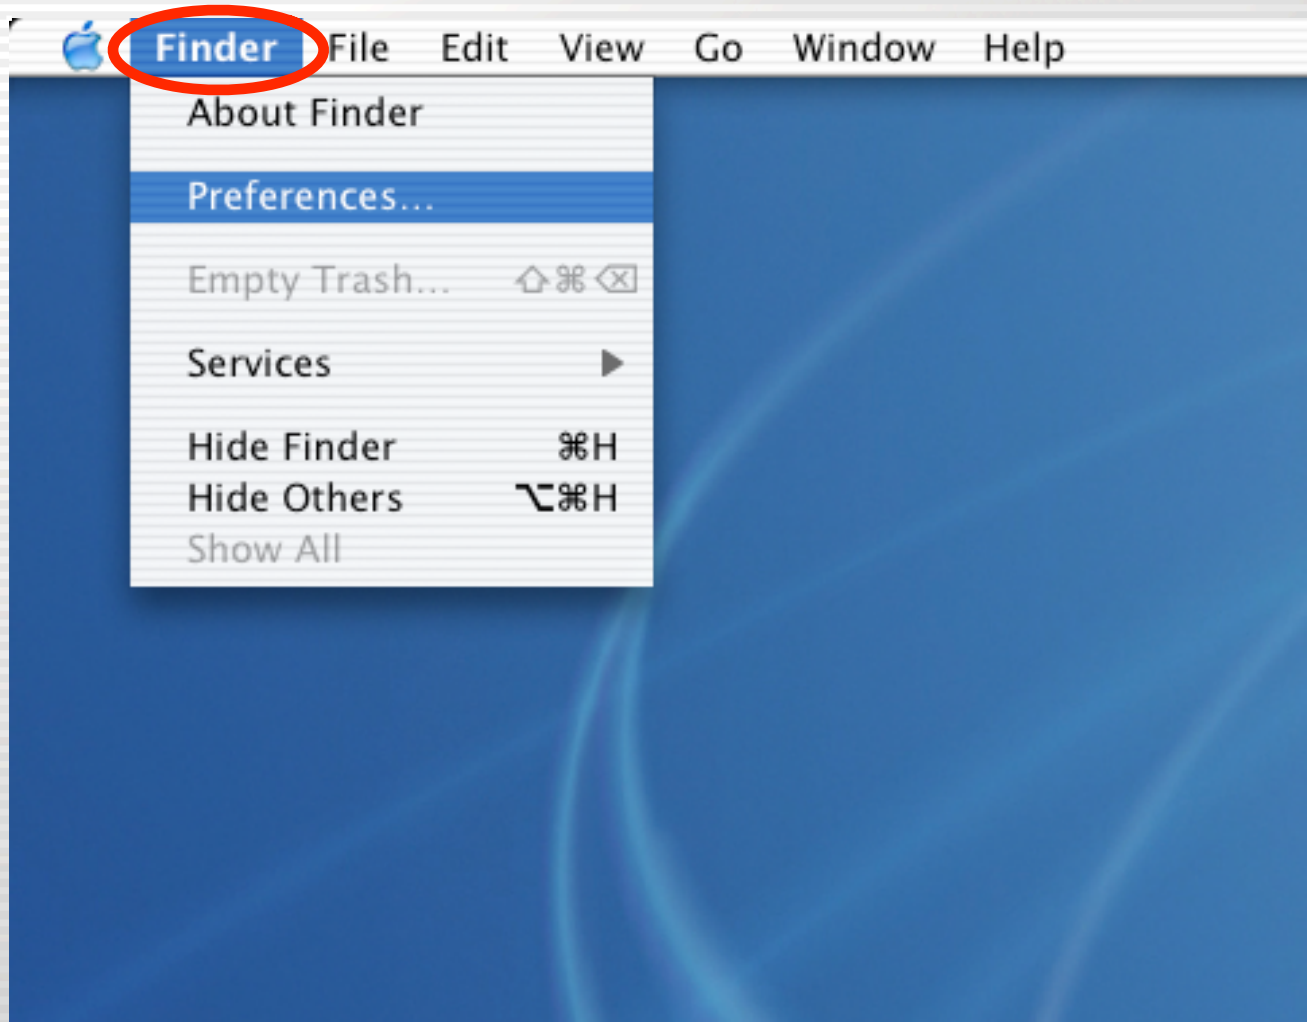 Finder File Edit View Go Window Help
About Finder
Preferences...
Empty Trash... ⇧⌘⌫
Services ▶
Hide Finder ⌘H
Hide Others ⌥⌘H
Show All